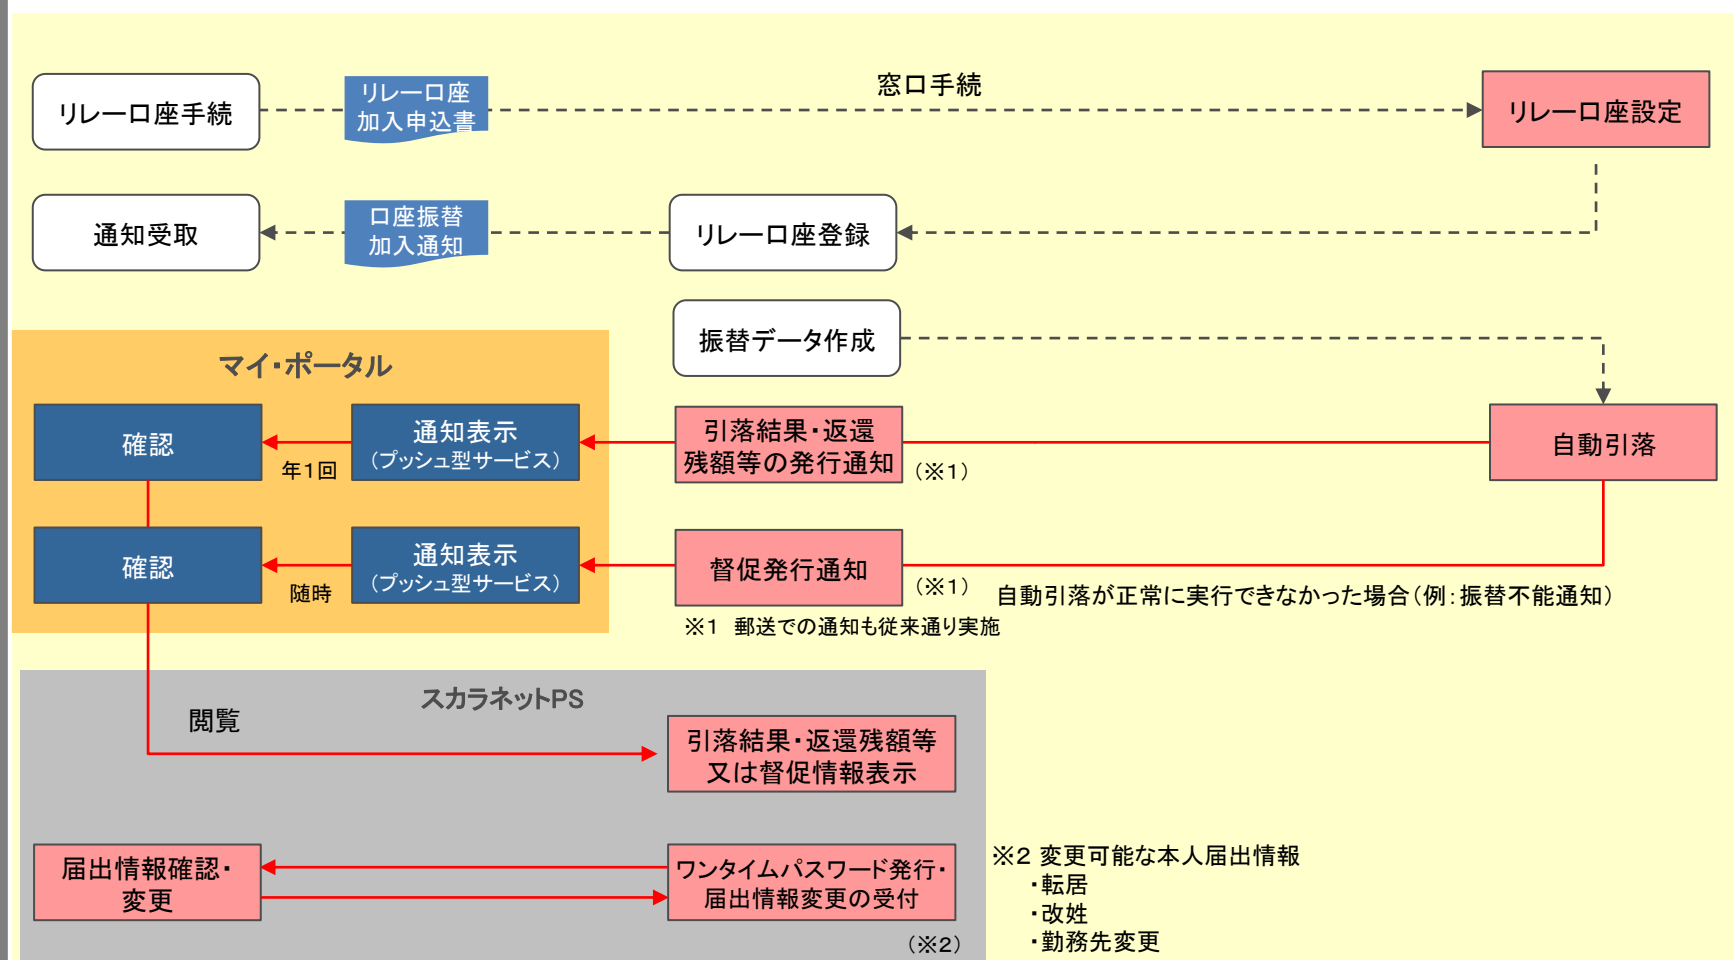 窓口手続
リレー口座手続
リレー口座
加入申込書
リレー口座設定
通知受取
口座振替
加入通知
リレー口座登録
振替データ作成
マイ・ポータル
確認
年1回
通知表示
(プッシュ型サービス)
引落結果・返還
残額等の発行通知
(※1)
自動引落
確認
随時
通知表示
(プッシュ型サービス)
督促発行通知
(※1)
自動引落が正常に実行できなかった場合(例:振替不能通知)
※1 郵送での通知も従来通り実施
スカラネットPS
閲覧
引落結果・返還残額等
又は督促情報表示
届出情報確認・
変更
ワンタイムパスワード発行・
届出情報変更の受付
(※2)
※2 変更可能な本人届出情報
・転居
・改姓
・勤務先変更